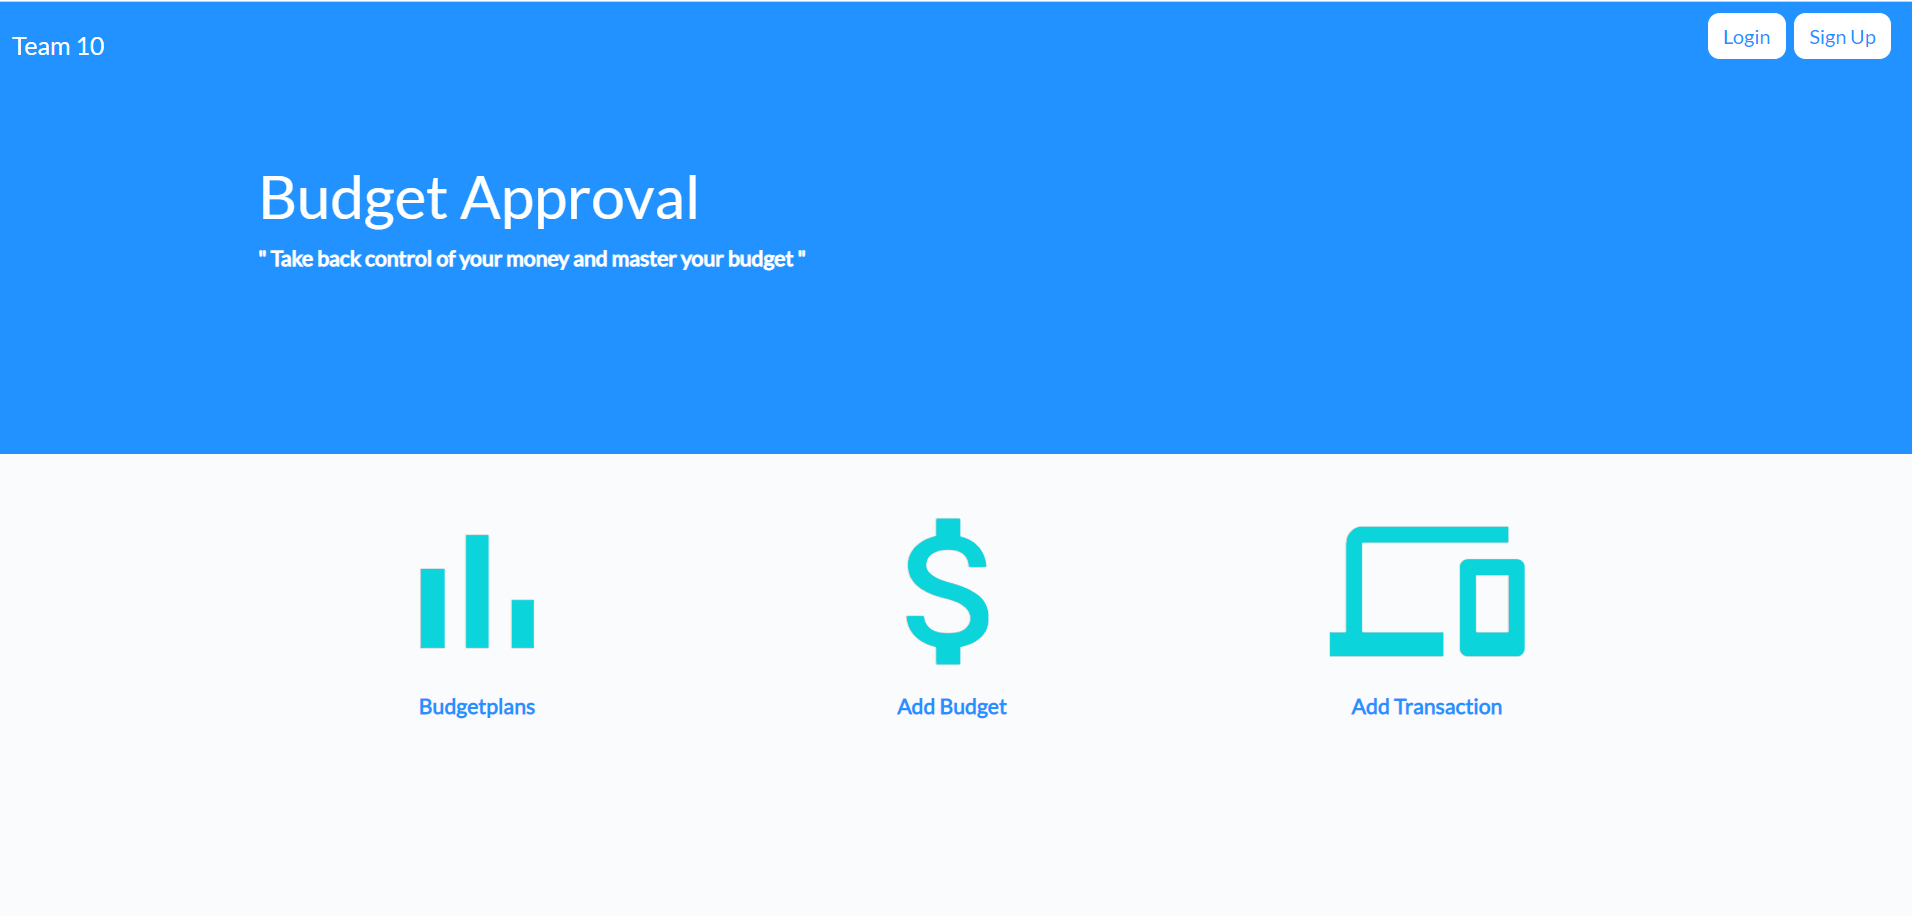 Team 10
Login
Sign Up
Budget Approval
" Take back control of your money and master your budget "
Budgetplans
Add Budget
Add Transaction